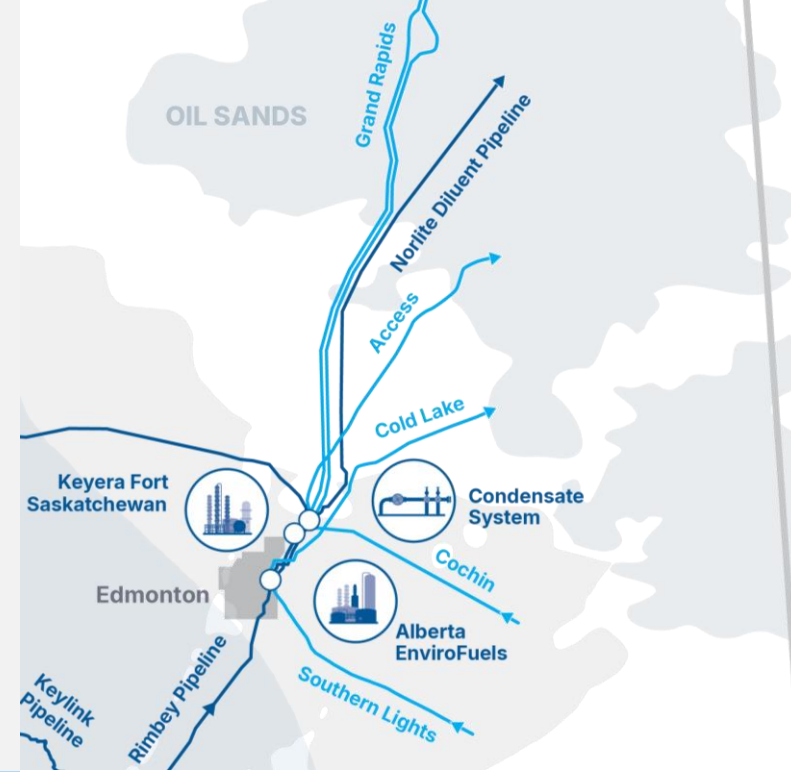 Grand Rapids
OIL SANDS
Norlite Diluent Pipeline
Access
Cold Lake
Keyera Fort
Saskatchewan
Condensate
System
Cochin
Edmonton
Alberta
EnviroFuels
Southern Lights
Rimbey Pipeline
Keylink
Pipeline